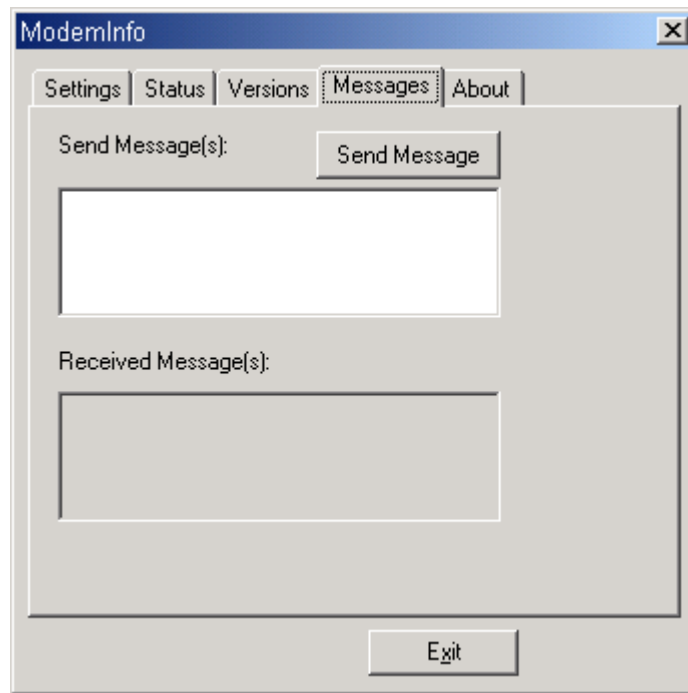 ModemInfo
Settings Status Versions Messages About
Send Message(s): Send Message
Received Message(s):
Exit